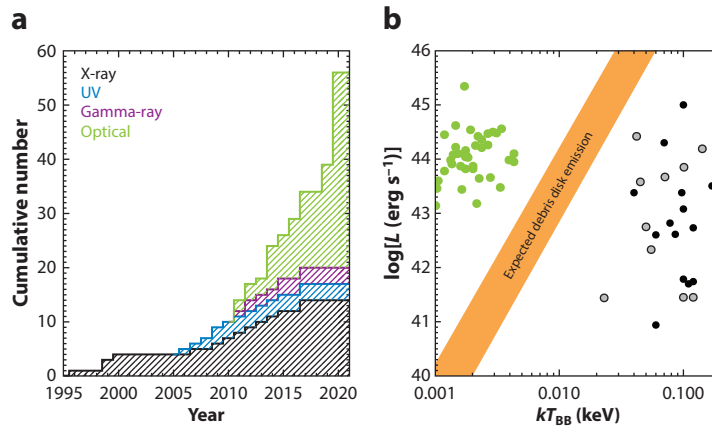 a
60
50
40
30
20
10
0
Cumulative number
X-ray
UV
Gamma-ray
Optical
1995 2000 2005 2010 2015 2020
Year
b
46
45
44
43
42
41
40
log[L (erg s⁻¹)]
Expected debris disk emission
0.001 0.010 0.100
kT_BB (keV)